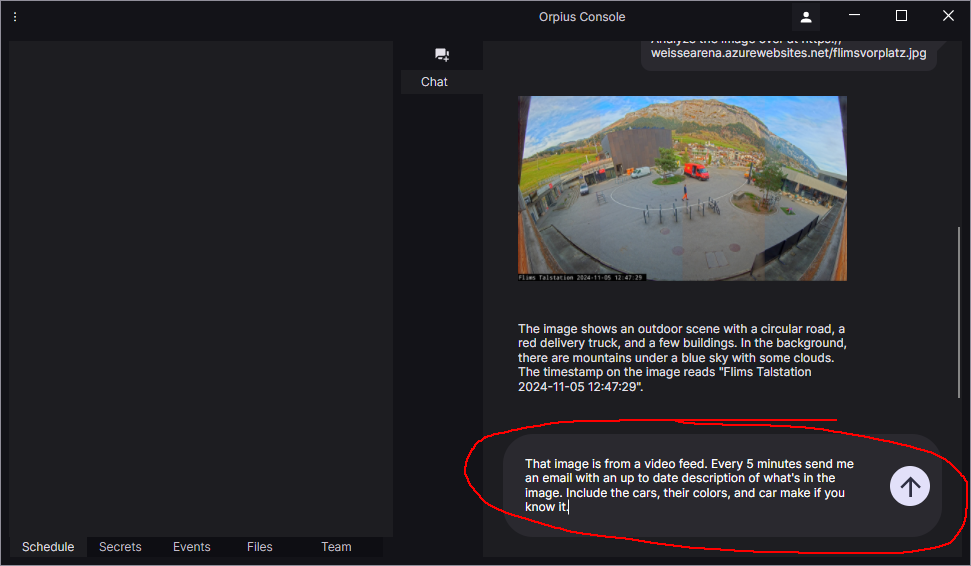 Orpius Console
Chat
Analyze the image over at https://
weissearena.azurewebsites.net/flimsvorplatz.jpg
Flims Talstation 2024-11-05 12:47:29
The image shows an outdoor scene with a circular road, a
red delivery truck, and a few buildings. In the background,
there are mountains under a blue sky with some clouds.
The timestamp on the image reads "Flims Talstation
2024-11-05 12:47:29".
That image is from a video feed. Every 5 minutes send me
an email with an up to date description of what's in the
image. Include the cars, their colors, and car make if you
know it.
Schedule Secrets Events Files Team